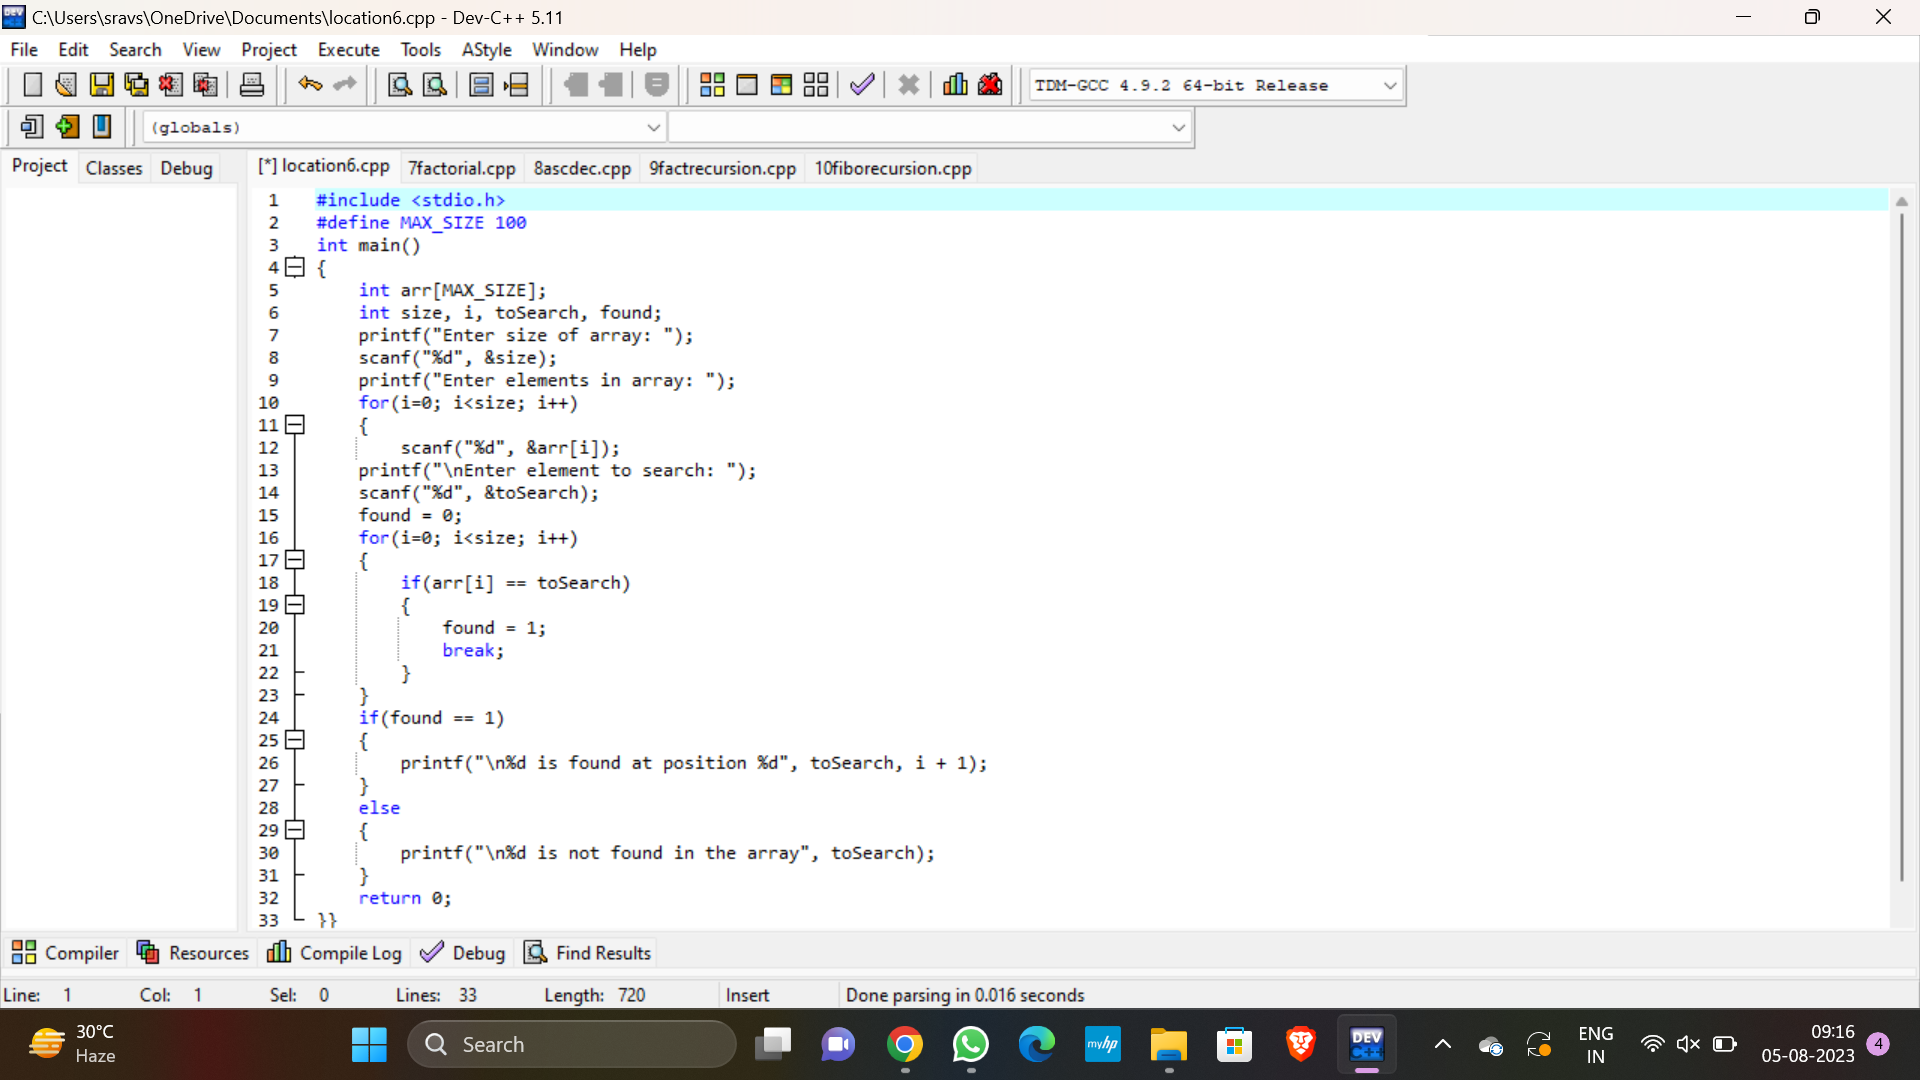 C:\Users\sravs\OneDrive\Documents\location6.cpp - Dev-C++ 5.11
File Edit Search View Project Execute Tools AStyle Window Help
TDM-GCC 4.9.2 64-bit Release
(globals)
Project Classes Debug [*] location6.cpp 7factorial.cpp 8ascdec.cpp 9factrecursion.cpp 10fiborecursion.cpp
1 #include <stdio.h>
2 #define MAX_SIZE 100
3 int main()
4 {
5     int arr[MAX_SIZE];
6     int size, i, toSearch, found;
7     printf("Enter size of array: ");
8     scanf("%d", &size);
9     printf("Enter elements in array: ");
10     for(i=0; i<size; i++)
11     {
12         scanf("%d", &arr[i]);
13     printf("\nEnter element to search: ");
14     scanf("%d", &toSearch);
15     found = 0;
16     for(i=0; i<size; i++)
17     {
18         if(arr[i] == toSearch)
19         {
20             found = 1;
21             break;
22         }
23     }
24     if(found == 1)
25     {
26         printf("\n%d is found at position %d", toSearch, i + 1);
27     }
28     else
29     {
30         printf("\n%d is not found in the array", toSearch);
31     }
32     return 0;
33 }}
Compiler Resources Compile Log Debug Find Results
Line: 1 Col: 1 Sel: 0 Lines: 33 Length: 720 Insert Done parsing in 0.016 seconds
30°C
Haze
Search
myhp
DEV
C++
ENG
IN
09:16
05-08-2023
4